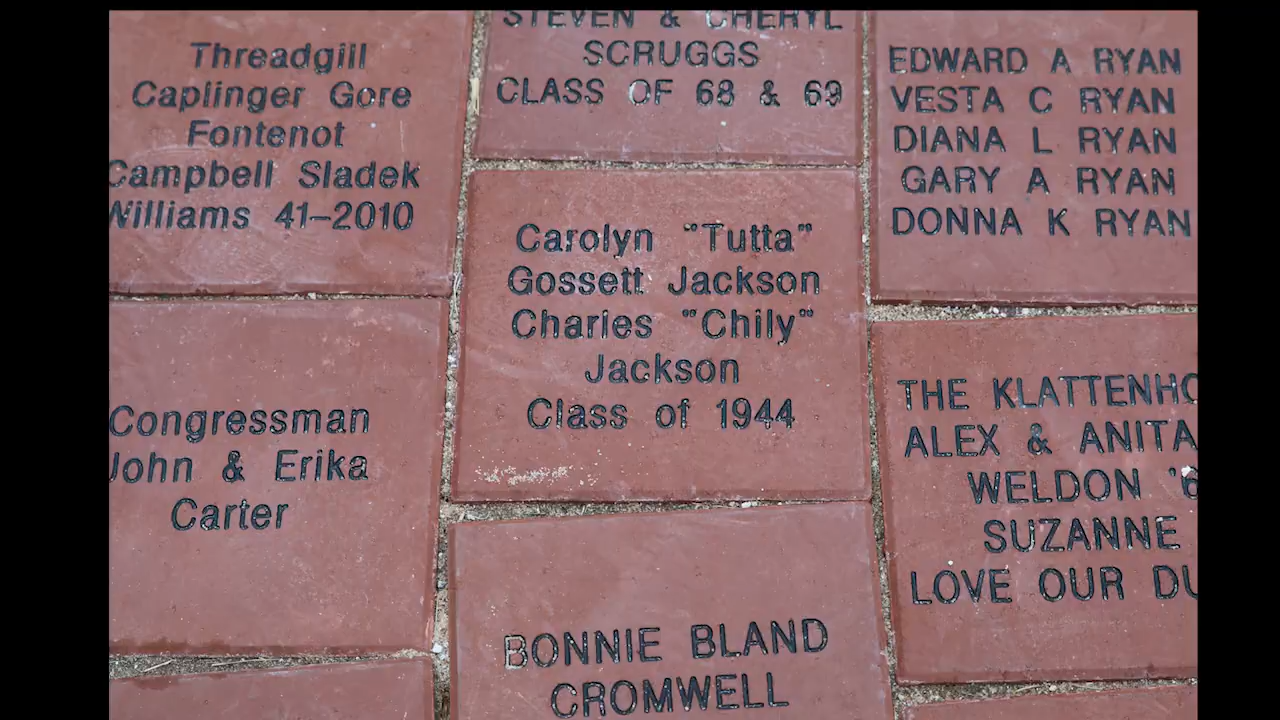 Threadgill
Caplinger Gore
Fontenot
Campbell Sladek
Williams 41-2010
STEVEN & CHERYL
SCRUGGS
CLASS OF 68 & 69
EDWARD A RYAN
VESTA C RYAN
DIANA L RYAN
GARY A RYAN
DONNA K RYAN
Congressman
John & Erika
Carter
Carolyn "Tutta"
Gossett Jackson
Charles "Chily"
Jackson
Class of 1944
THE
ALEX & ANITA
WELDON
SUZANNE
LOVE OUR
BONNIE BLAND
CROMWELL